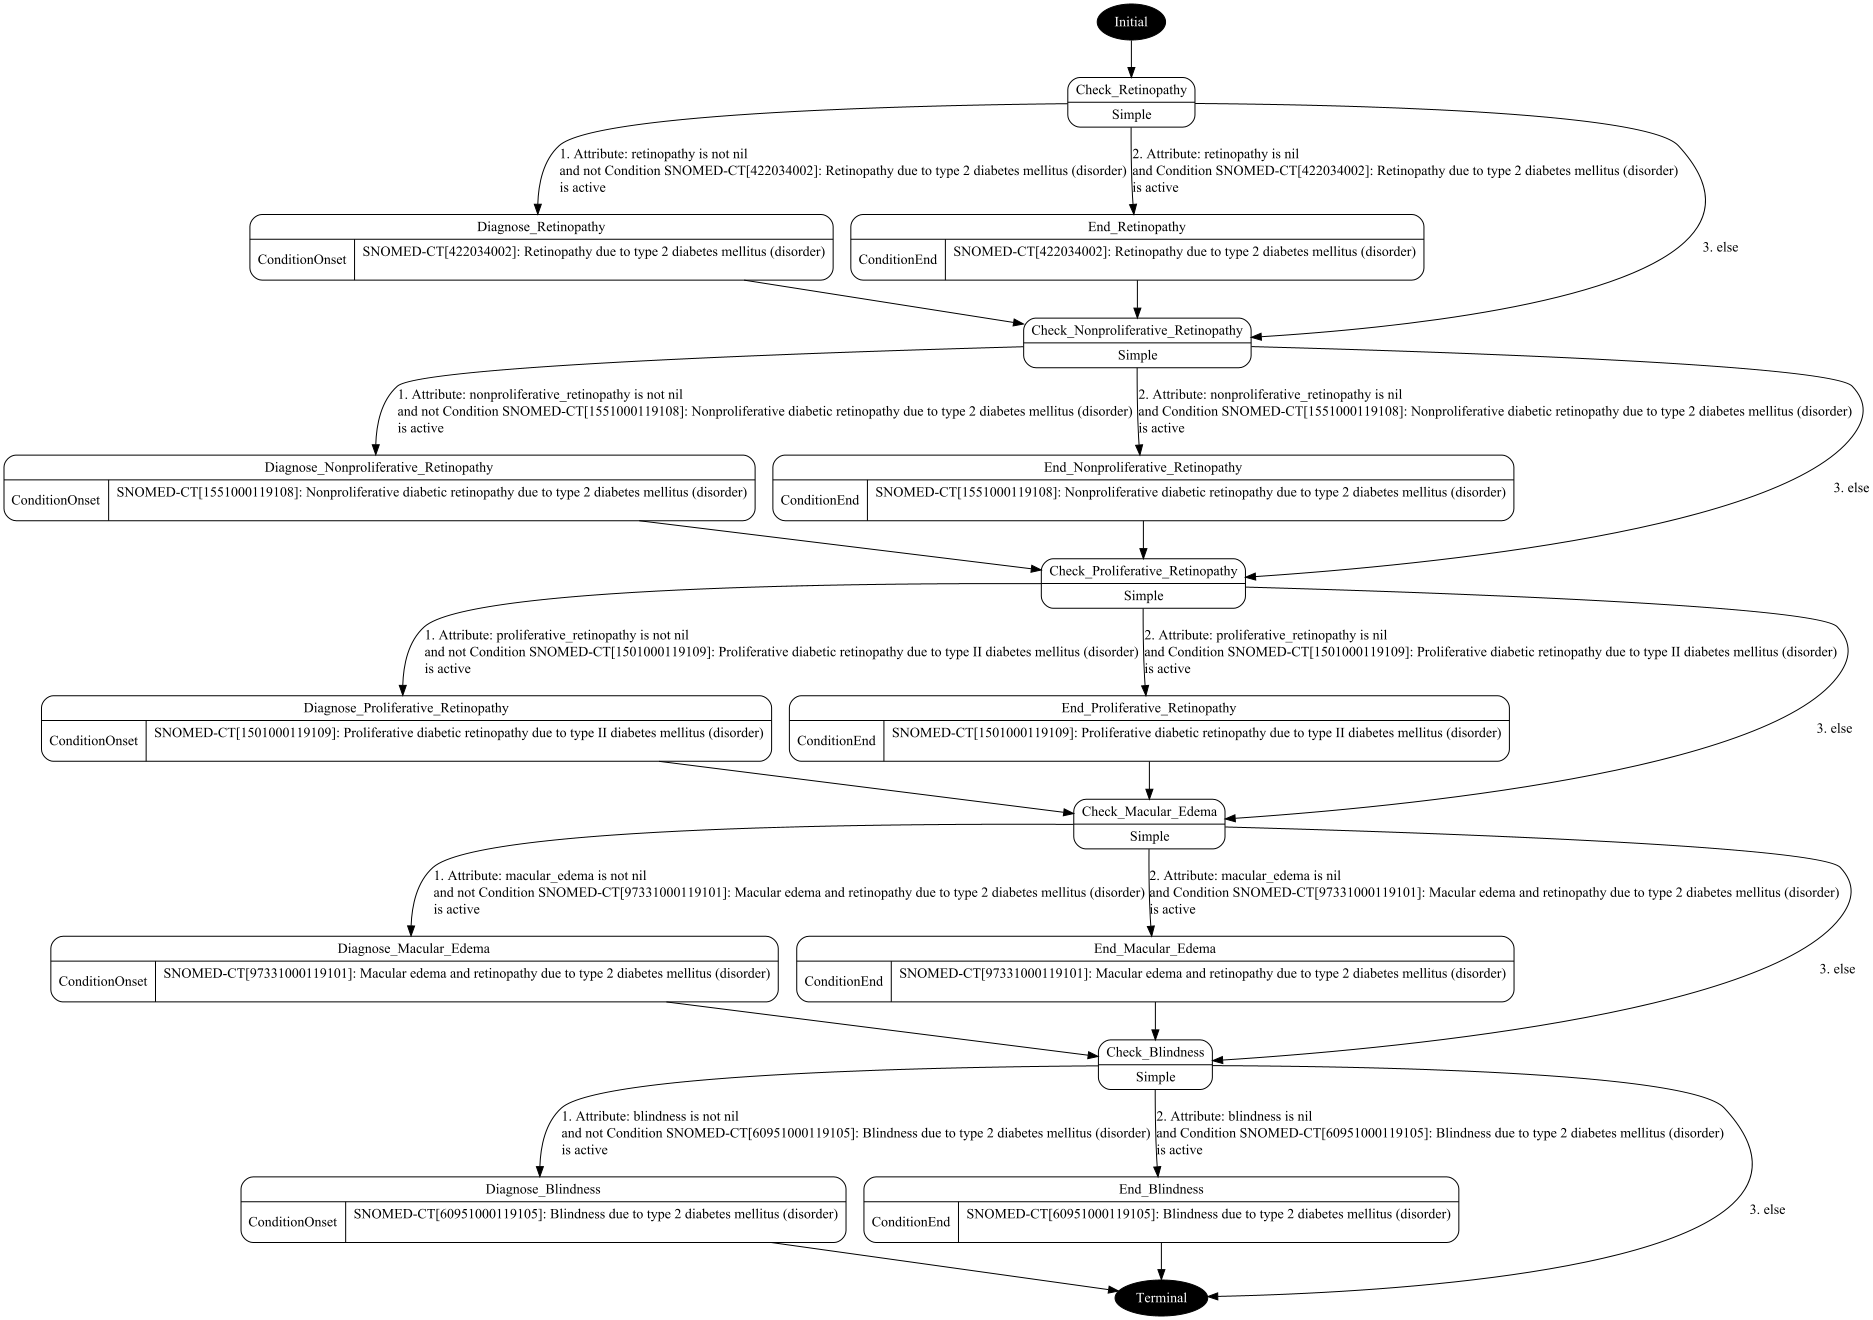 Initial
Check_Retinopathy
Simple
1. Attribute: retinopathy is not nil
and not Condition SNOMED-CT[422034002]: Retinopathy due to type 2 diabetes mellitus (disorder)
is active
2. Attribute: retinopathy is nil
and Condition SNOMED-CT[422034002]: Retinopathy due to type 2 diabetes mellitus (disorder)
is active
3. else
Diagnose_Retinopathy
ConditionOnset
SNOMED-CT[422034002]: Retinopathy due to type 2 diabetes mellitus (disorder)
End_Retinopathy
ConditionEnd
SNOMED-CT[422034002]: Retinopathy due to type 2 diabetes mellitus (disorder)
Check_Nonproliferative_Retinopathy
Simple
1. Attribute: nonproliferative_retinopathy is not nil
and not Condition SNOMED-CT[1551000119108]: Nonproliferative diabetic retinopathy due to type 2 diabetes mellitus (disorder)
is active
2. Attribute: nonproliferative_retinopathy is nil
and Condition SNOMED-CT[1551000119108]: Nonproliferative diabetic retinopathy due to type 2 diabetes mellitus (disorder)
is active
3. else
Diagnose_Nonproliferative_Retinopathy
ConditionOnset
SNOMED-CT[1551000119108]: Nonproliferative diabetic retinopathy due to type 2 diabetes mellitus (disorder)
End_Nonproliferative_Retinopathy
ConditionEnd
SNOMED-CT[1551000119108]: Nonproliferative diabetic retinopathy due to type 2 diabetes mellitus (disorder)
Check_Proliferative_Retinopathy
Simple
1. Attribute: proliferative_retinopathy is not nil
and not Condition SNOMED-CT[1501000119109]: Proliferative diabetic retinopathy due to type II diabetes mellitus (disorder)
is active
2. Attribute: proliferative_retinopathy is nil
and Condition SNOMED-CT[1501000119109]: Proliferative diabetic retinopathy due to type II diabetes mellitus (disorder)
is active
3. else
Diagnose_Proliferative_Retinopathy
ConditionOnset
SNOMED-CT[1501000119109]: Proliferative diabetic retinopathy due to type II diabetes mellitus (disorder)
End_Proliferative_Retinopathy
ConditionEnd
SNOMED-CT[1501000119109]: Proliferative diabetic retinopathy due to type II diabetes mellitus (disorder)
Check_Macular_Edema
Simple
1. Attribute: macular_edema is not nil
and not Condition SNOMED-CT[97331000119101]: Macular edema and retinopathy due to type 2 diabetes mellitus (disorder)
is active
2. Attribute: macular_edema is nil
and Condition SNOMED-CT[97331000119101]: Macular edema and retinopathy due to type 2 diabetes mellitus (disorder)
is active
3. else
Diagnose_Macular_Edema
ConditionOnset
SNOMED-CT[97331000119101]: Macular edema and retinopathy due to type 2 diabetes mellitus (disorder)
End_Macular_Edema
ConditionEnd
SNOMED-CT[97331000119101]: Macular edema and retinopathy due to type 2 diabetes mellitus (disorder)
Check_Blindness
Simple
1. Attribute: blindness is not nil
and not Condition SNOMED-CT[60951000119105]: Blindness due to type 2 diabetes mellitus (disorder)
is active
2. Attribute: blindness is nil
and Condition SNOMED-CT[60951000119105]: Blindness due to type 2 diabetes mellitus (disorder)
is active
3. else
Diagnose_Blindness
ConditionOnset
SNOMED-CT[60951000119105]: Blindness due to type 2 diabetes mellitus (disorder)
End_Blindness
ConditionEnd
SNOMED-CT[60951000119105]: Blindness due to type 2 diabetes mellitus (disorder)
Terminal